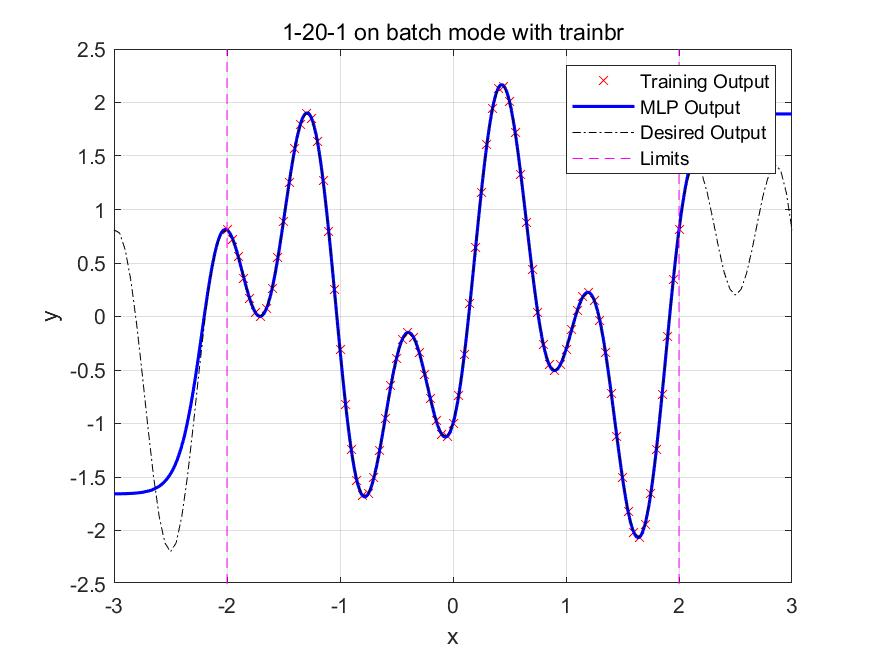 1-20-1 on batch mode with trainbr
2.5
2
1.5
1
0.5
0
-0.5
-1
-1.5
-2
-2.5
y
Training Output
MLP Output
Desired Output
Limits
-3 -2 -1 0 1 2 3
x